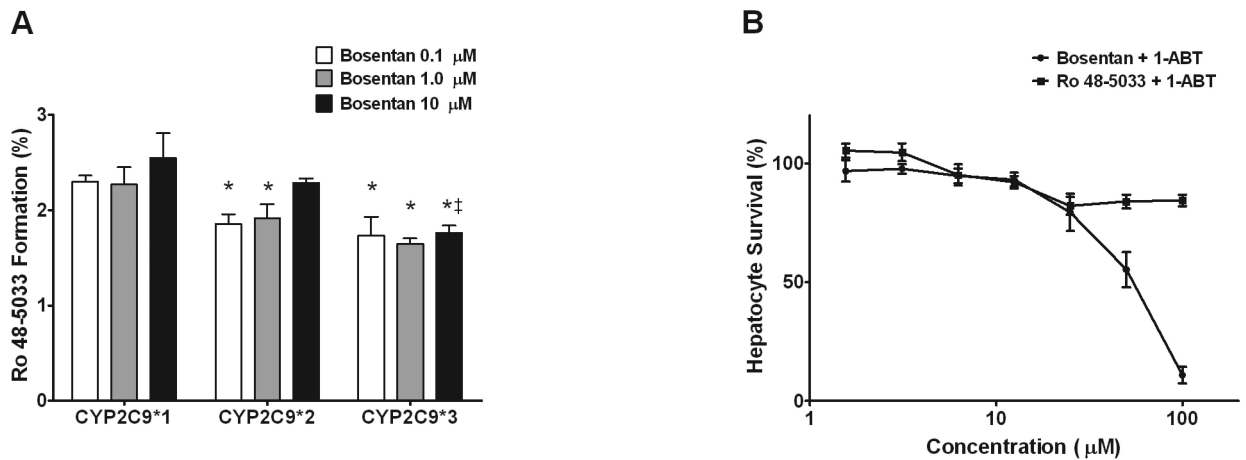 A
Bosentan 0.1 μM
Bosentan 1.0 μM
Bosentan 10 μM
Ro 48-5033 Formation (%)
3
2
1
0
* * * * *‡
CYP2C9*1 CYP2C9*2 CYP2C9*3
B
Bosentan + 1-ABT
Ro 48-5033 + 1-ABT
Hepatocyte Survival (%)
100
50
0
1 10 100
Concentration ( μM)